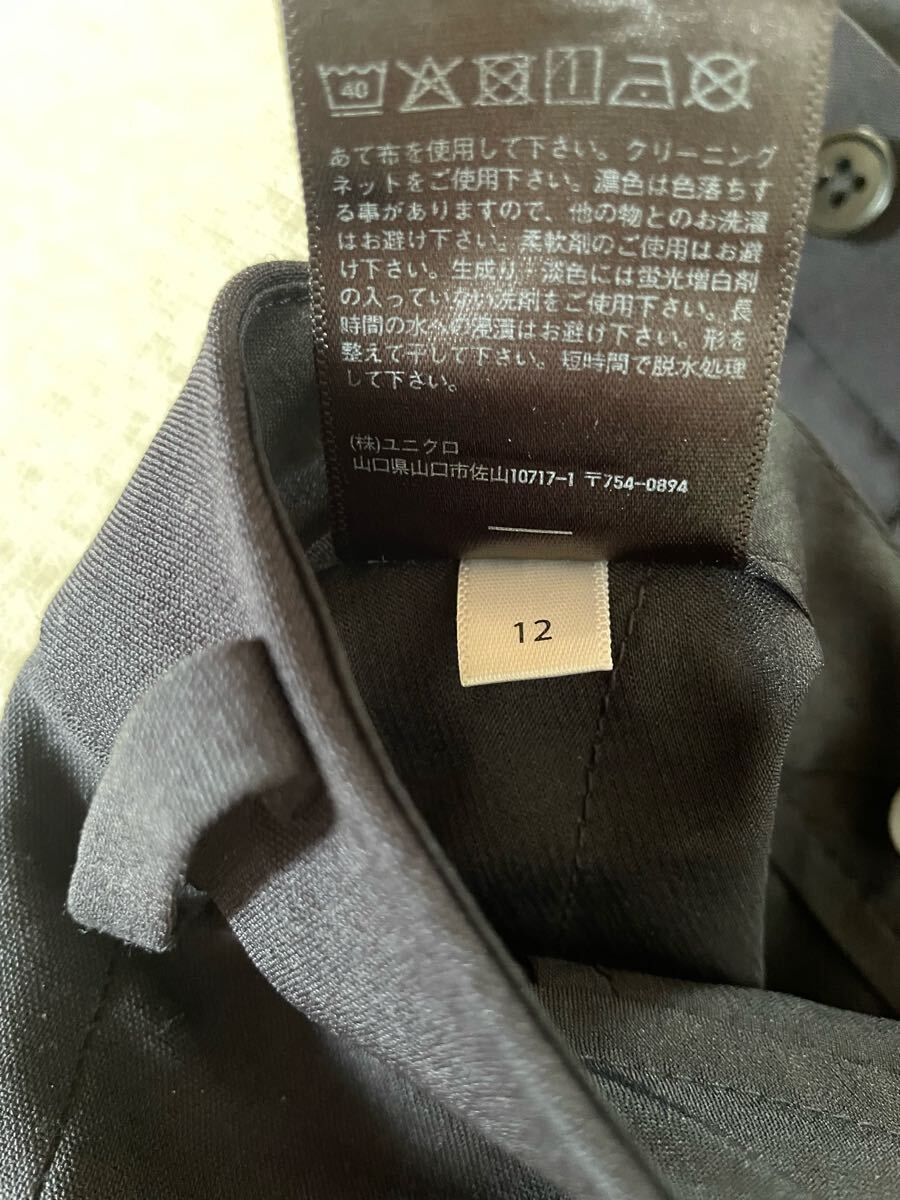 40
あて布を使用して下さい。クリーニング
ネットをご使用下さい。濃色は色落ちす
る事がありますので、他の物とのお洗濯
はお避け下さい。柔軟剤のご使用はお避
け下さい。生成り・淡色には蛍光増白剤
の入っていない洗剤をご使用下さい。長
時間の水への浸漬はお避け下さい。形を
整えて干して下さい。短時間で脱水処理
して下さい。
(株)ユニクロ
山口県山口市佐山10717-1 〒754-0894
12